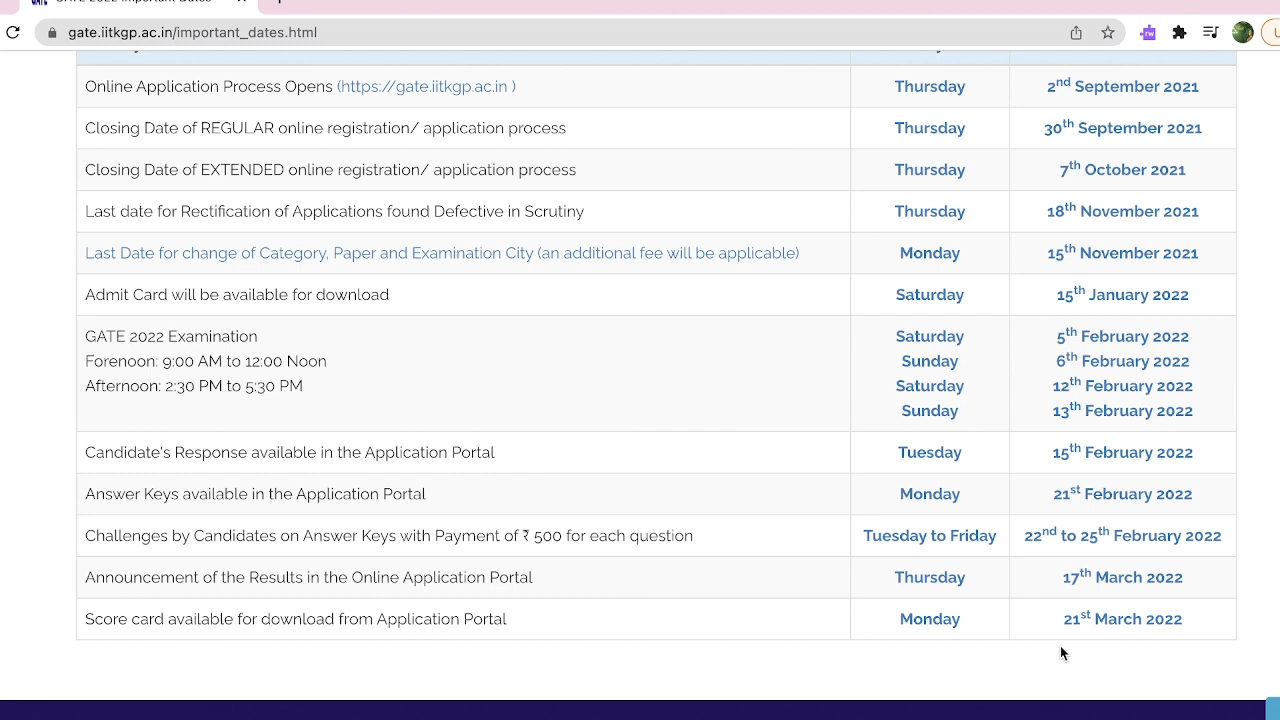 GATE 2022 Important Dates
gate.iitkgp.ac.in/important_dates.html
Online Application Process Opens (https://gate.iitkgp.ac.in ) Thursday 2nd September 2021
Closing Date of REGULAR online registration/ application process Thursday 30th September 2021
Closing Date of EXTENDED online registration/ application process Thursday 7th October 2021
Last date for Rectification of Applications found Defective in Scrutiny Thursday 18th November 2021
Last Date for change of Category, Paper and Examination City (an additional fee will be applicable) Monday 15th November 2021
Admit Card will be available for download Saturday 15th January 2022
GATE 2022 Examination Saturday 5th February 2022
Forenoon: 9:00 AM to 12:00 Noon Sunday 6th February 2022
Afternoon: 2:30 PM to 5:30 PM Saturday 12th February 2022
Sunday 13th February 2022
Candidate's Response available in the Application Portal Tuesday 15th February 2022
Answer Keys available in the Application Portal Monday 21st February 2022
Challenges by Candidates on Answer Keys with Payment of ₹ 500 for each question Tuesday to Friday 22nd to 25th February 2022
Announcement of the Results in the Online Application Portal Thursday 17th March 2022
Score card available for download from Application Portal Monday 21st March 2022